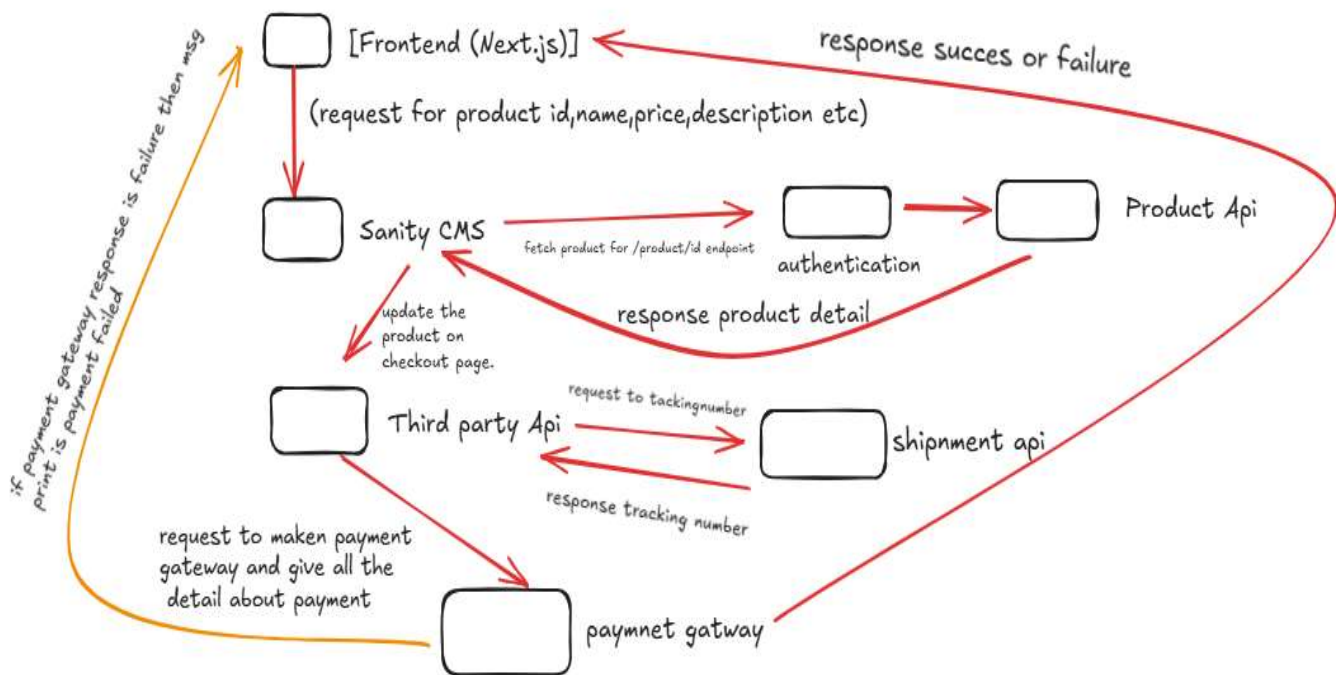 [Frontend (Next.js)]
response succes or failure
(request for product id,name,price,description etc)
if payment gateway response is failure then msg
print is payment failed
Sanity CMS
fetch product for /product/id endpoint
authentication
Product Api
response product detail
update the
product on
checkout page.
Third party Api
request to tackingnumber
shipnment api
response tracking number
request to maken payment
gateway and give all the
detail about payment
paymnet gatway